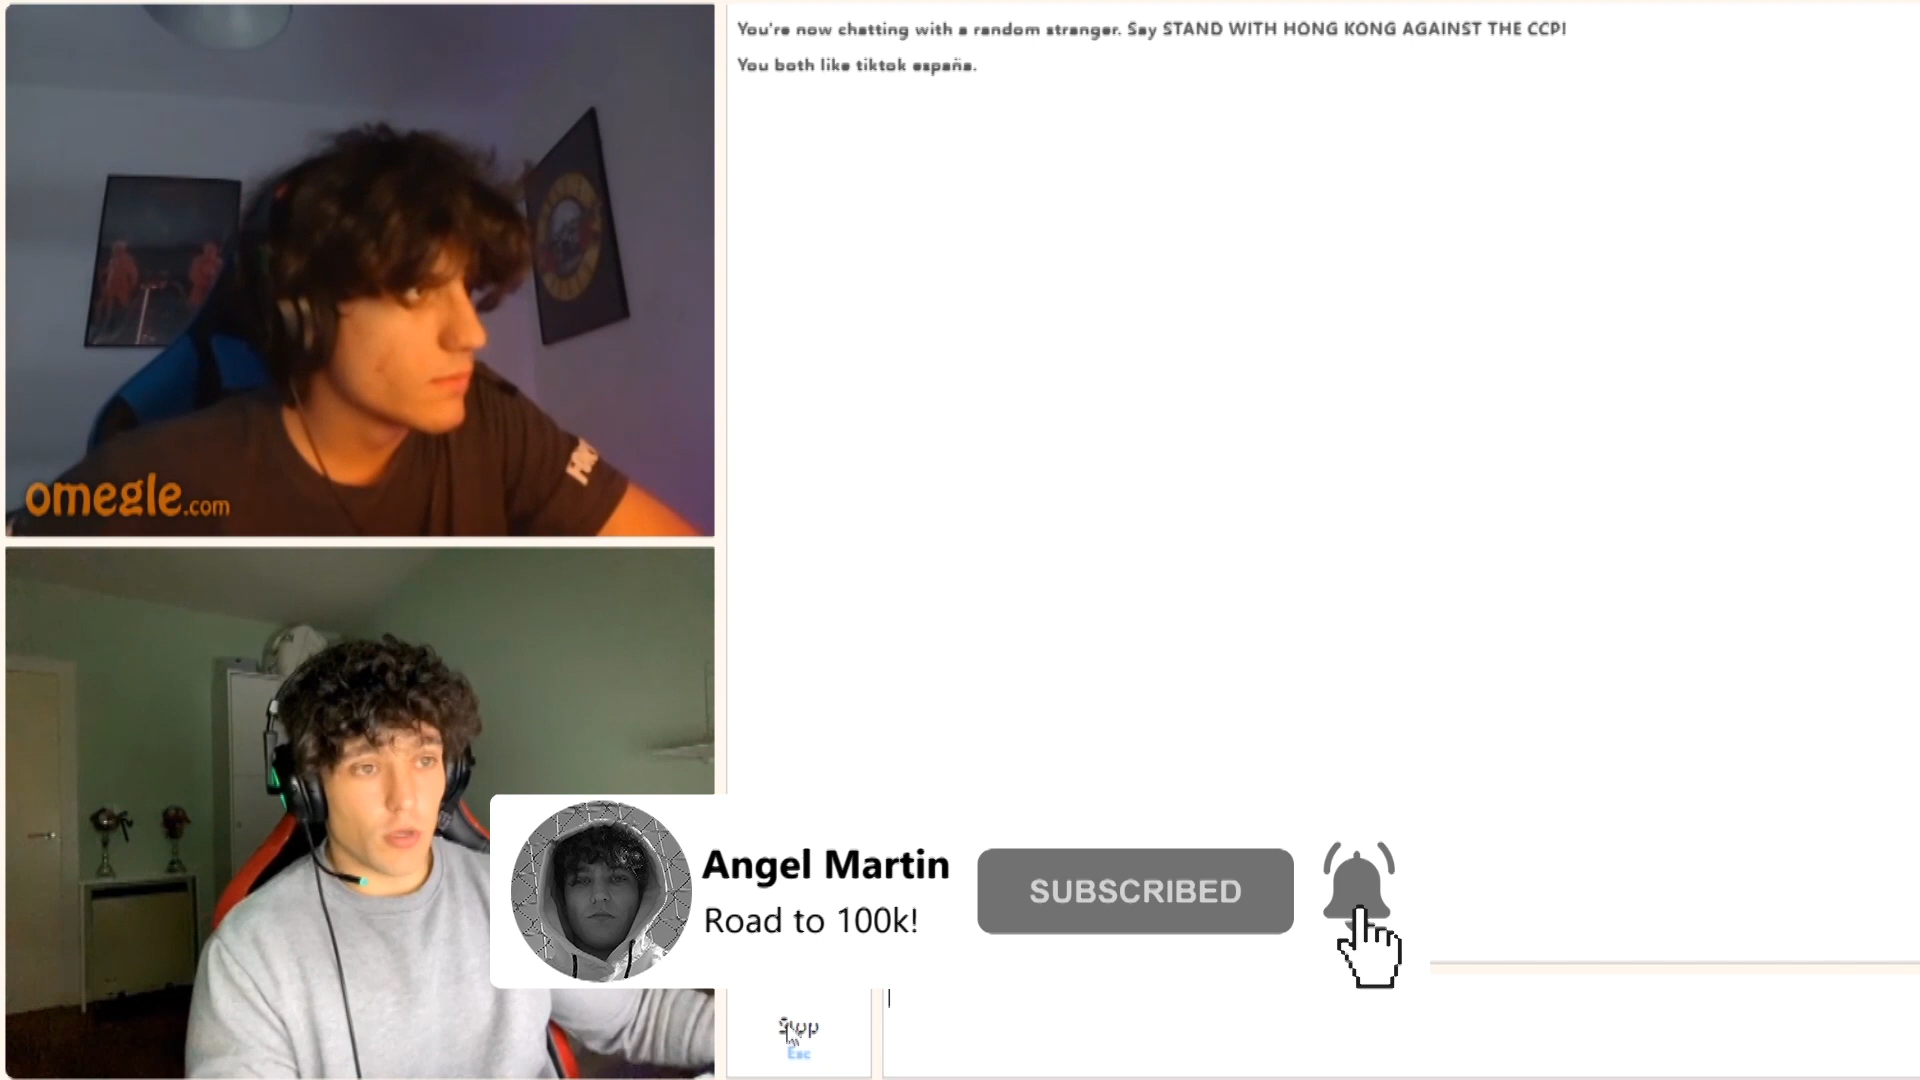 You're now chatting with a random stranger. Say STAND WITH HONG KONG AGAINST THE CCP!
You both like tiktok españa.
omegle.com
Angel Martin
Road to 100k!
SUBSCRIBED
Stop
Esc